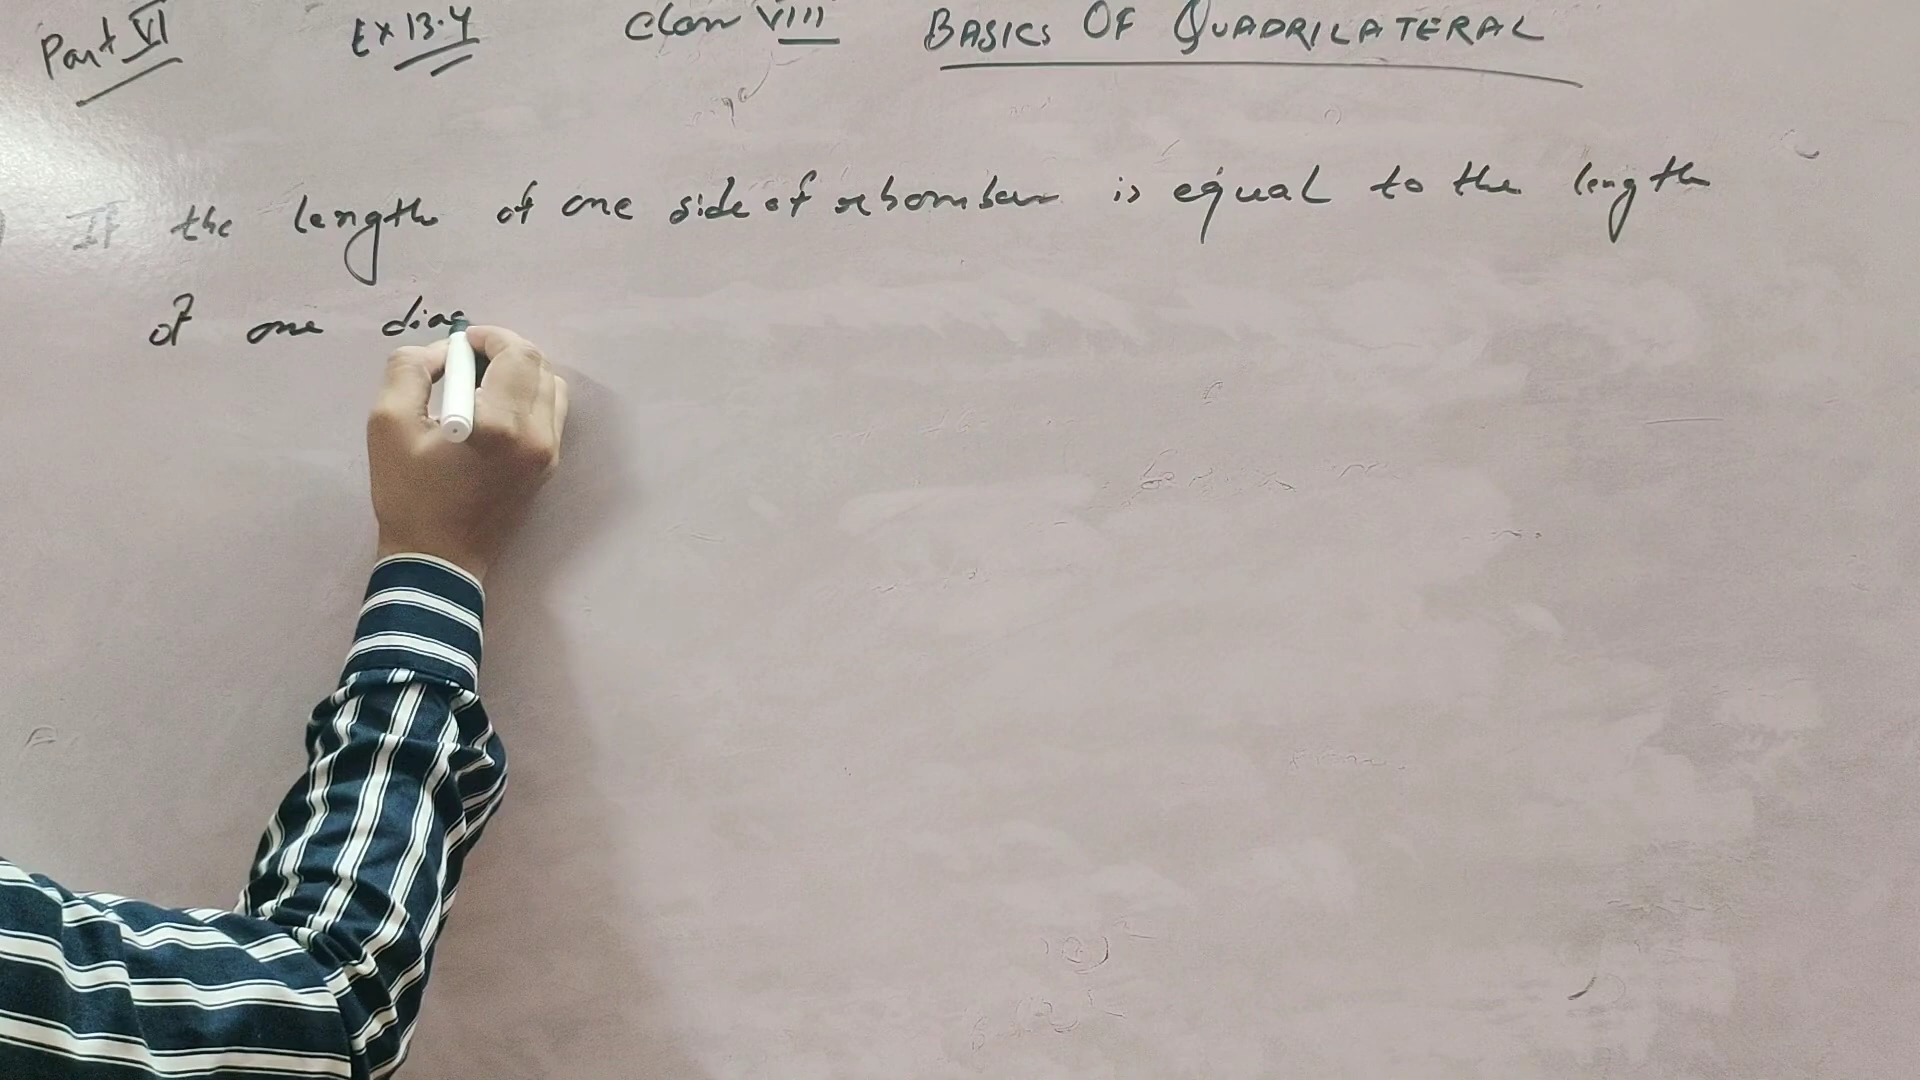 Part VI Ex 13.4 Class VIII BASICS OF QUADRILATERAL
If the length of one side of rhombus is equal to the length
of one diag